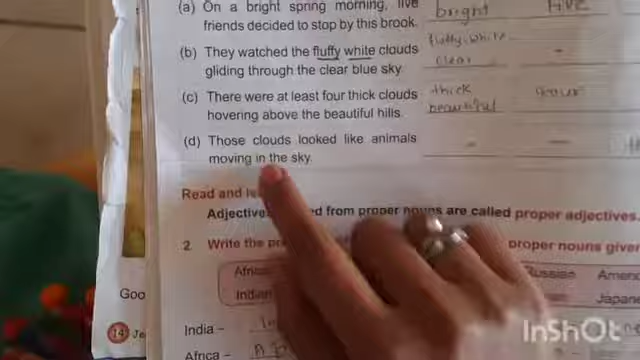 (a) On a bright spring morning, five bright five
friends decided to stop by this brook.
(b) They watched the fluffy white clouds fluffy, white -
gliding through the clear blue sky. clear
(c) There were at least four thick clouds thick four
hovering above the beautiful hills. beautiful
(d) Those clouds looked like animals - -
moving in the sky.
Read and
Adjectives from proper nouns are called proper adjectives.
2 Write the proper nouns given
Russian
Indian
Goo
14
India -
Africa -
InShOt